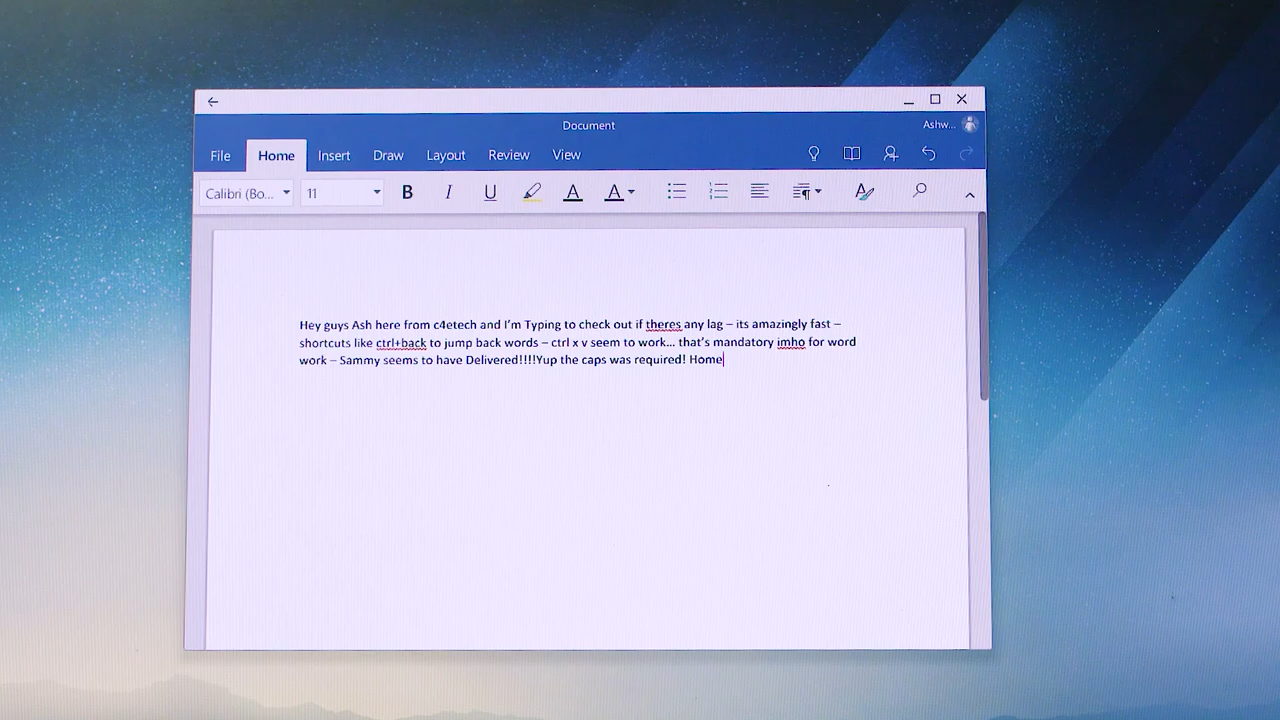 Document
Ashw...
File Home Insert Draw Layout Review View
Calibri (Bo... 11 B I U A A
Hey guys Ash here from c4etech and I'm Typing to check out if theres any lag – its amazingly fast –
shortcuts like ctrl+back to jump back words – ctrl x v seem to work... that's mandatory imho for word
work – Sammy seems to have Delivered!!!!Yup the caps was required! Home